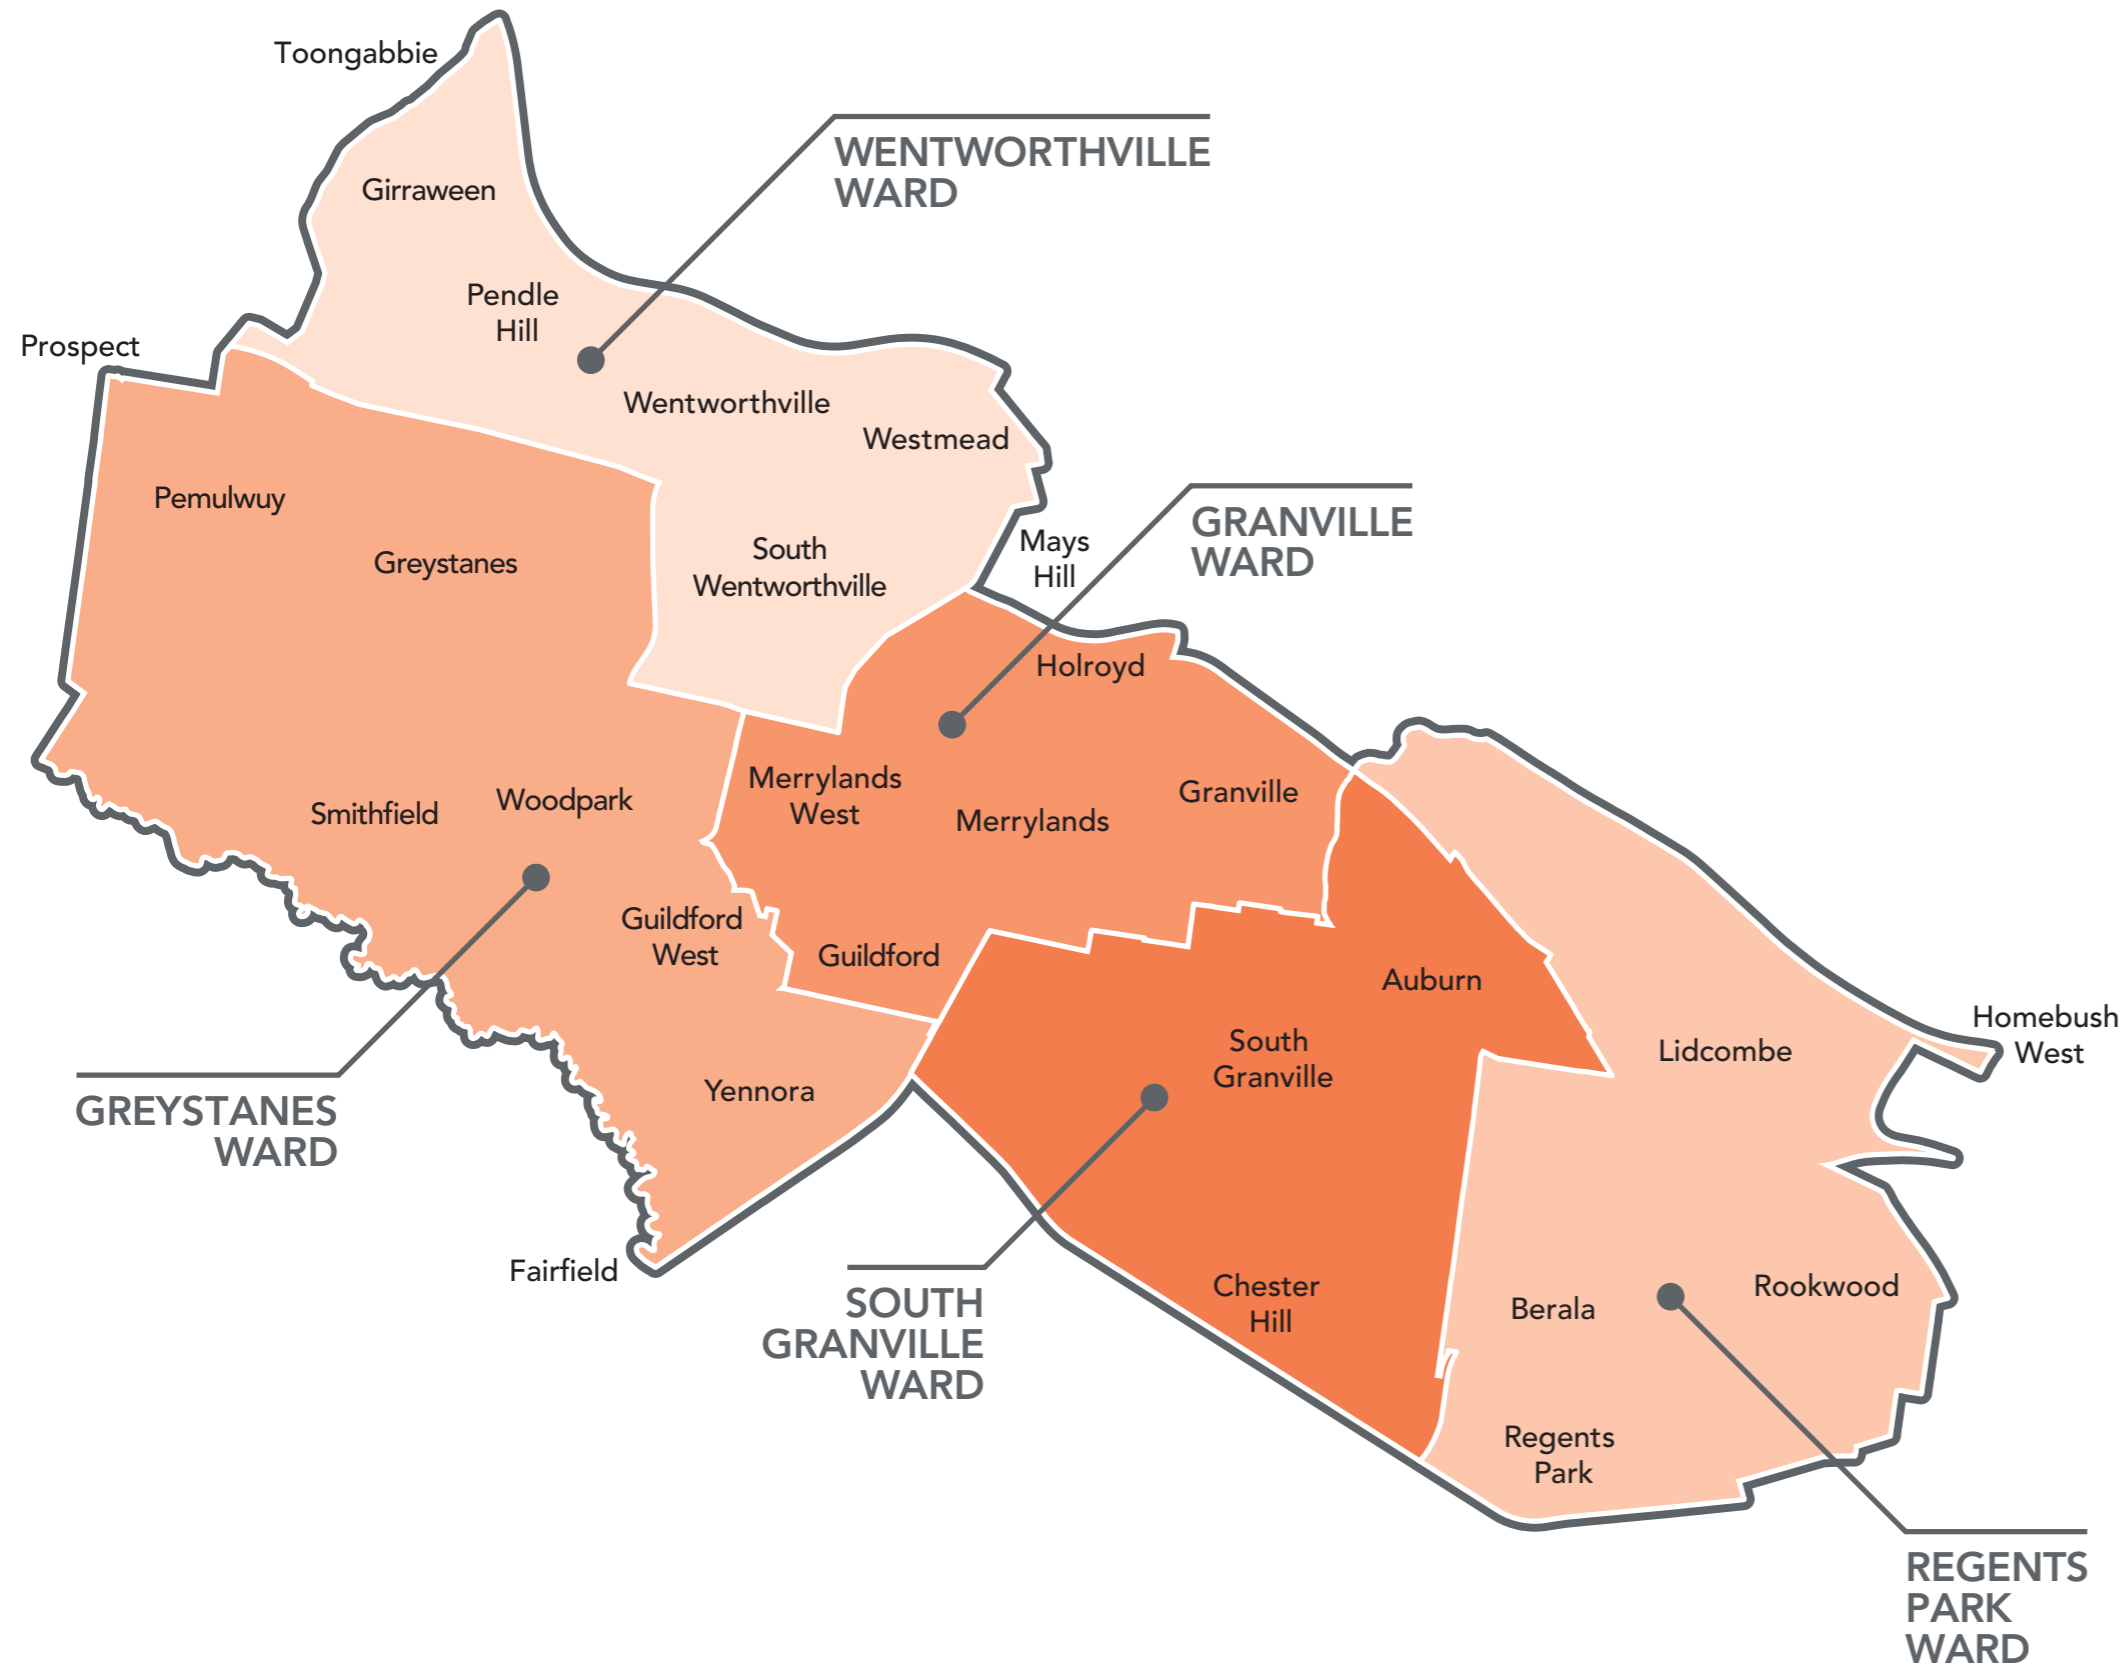 Toongabbie
WENTWORTHVILLE
WARD
Girraween
Pendle
Hill
Prospect
Wentworthville
Westmead
Pemulwuy
GRANVILLE
WARD
Mays
Hill
Greystanes
South
Wentworthville
Holroyd
Merrylands
West
Granville
Smithfield
Woodpark
Merrylands
Guildford
West
Guildford
Auburn
Homebush
West
South
Granville
Lidcombe
Yennora
GREYSTANES
WARD
Fairfield
Chester
Hill
Rookwood
Berala
SOUTH
GRANVILLE
WARD
Regents
Park
REGENTS
PARK
WARD